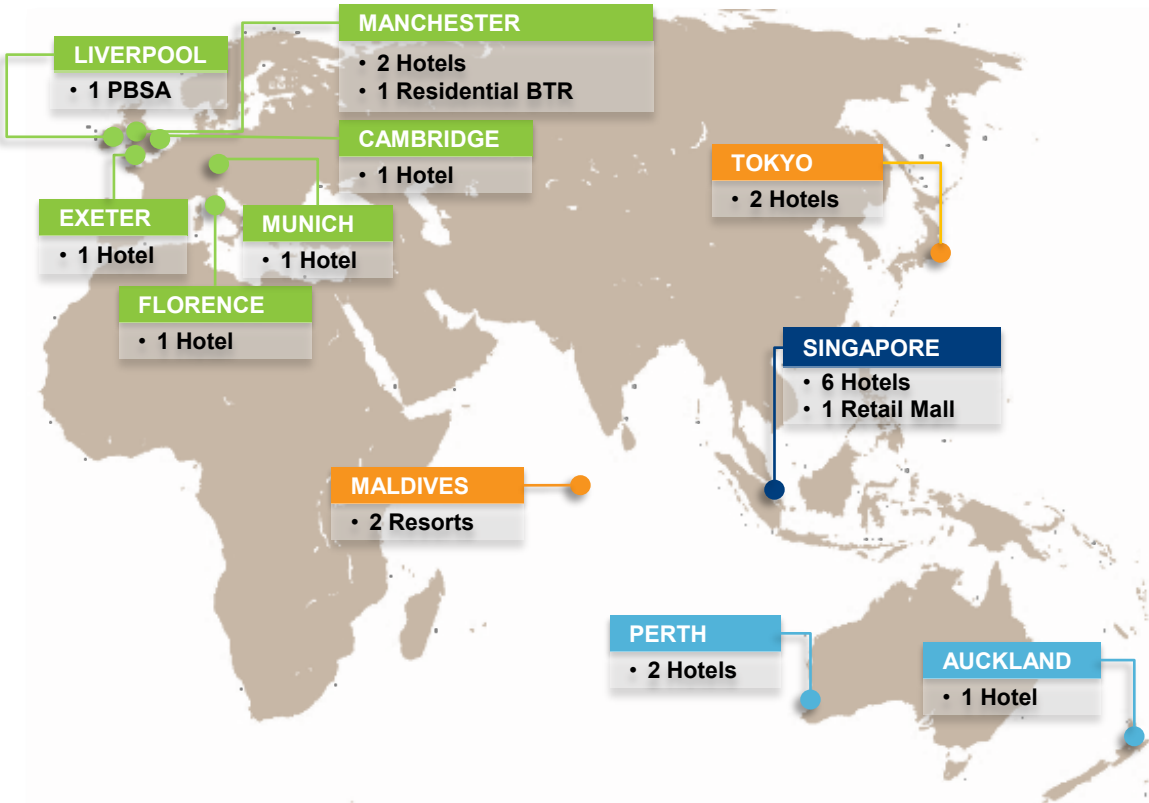 LIVERPOOL
• 1 PBSA
MANCHESTER
• 2 Hotels
• 1 Residential BTR
CAMBRIDGE
• 1 Hotel
EXETER
• 1 Hotel
MUNICH
• 1 Hotel
FLORENCE
• 1 Hotel
TOKYO
• 2 Hotels
SINGAPORE
• 6 Hotels
• 1 Retail Mall
MALDIVES
• 2 Resorts
PERTH
• 2 Hotels
AUCKLAND
• 1 Hotel